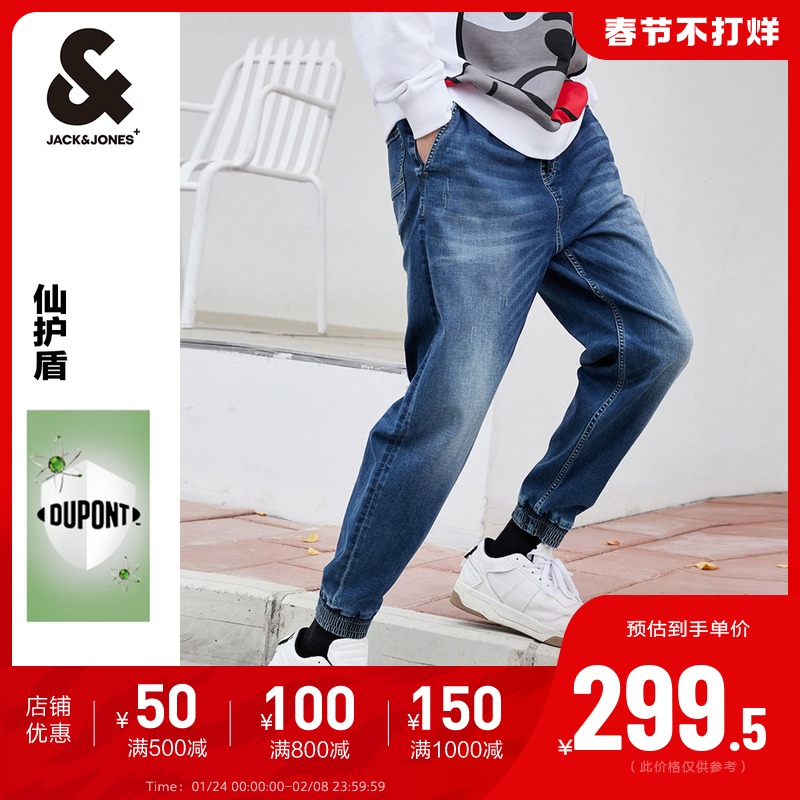 春节不打烊
&
JACK&JONES+
仙护盾
DUPONT™
预估到手单价
¥299.5
（此价格仅供参考）
店铺优惠
¥50
满500减
¥100
满800减
¥150
满1000减
Time：01/24 00:00:00-02/08 23:59:59